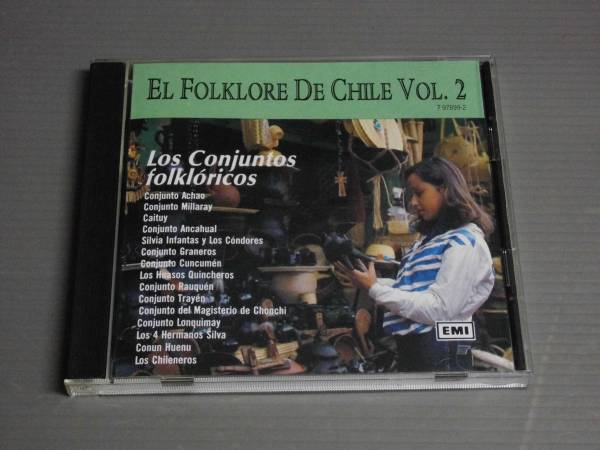 EL FOLKLORE DE CHILE VOL. 2
7 97899-2
Los Conjuntos
folklóricos
Conjunto Achao
Conjunto Millaray
Caituy
Conjunto Ancahual
Silvia Infantas y Los Cóndores
Conjunto Graneros
Conjunto Cuncumén
Los Huasos Quincheros
Conjunto Rauquén
Conjunto Trayén
Conjunto del Magisterio de Chonchi
Conjunto Lonquimay
Los 4 Hermanos Silva
Conun Huenu
Los Chileneros
EMI